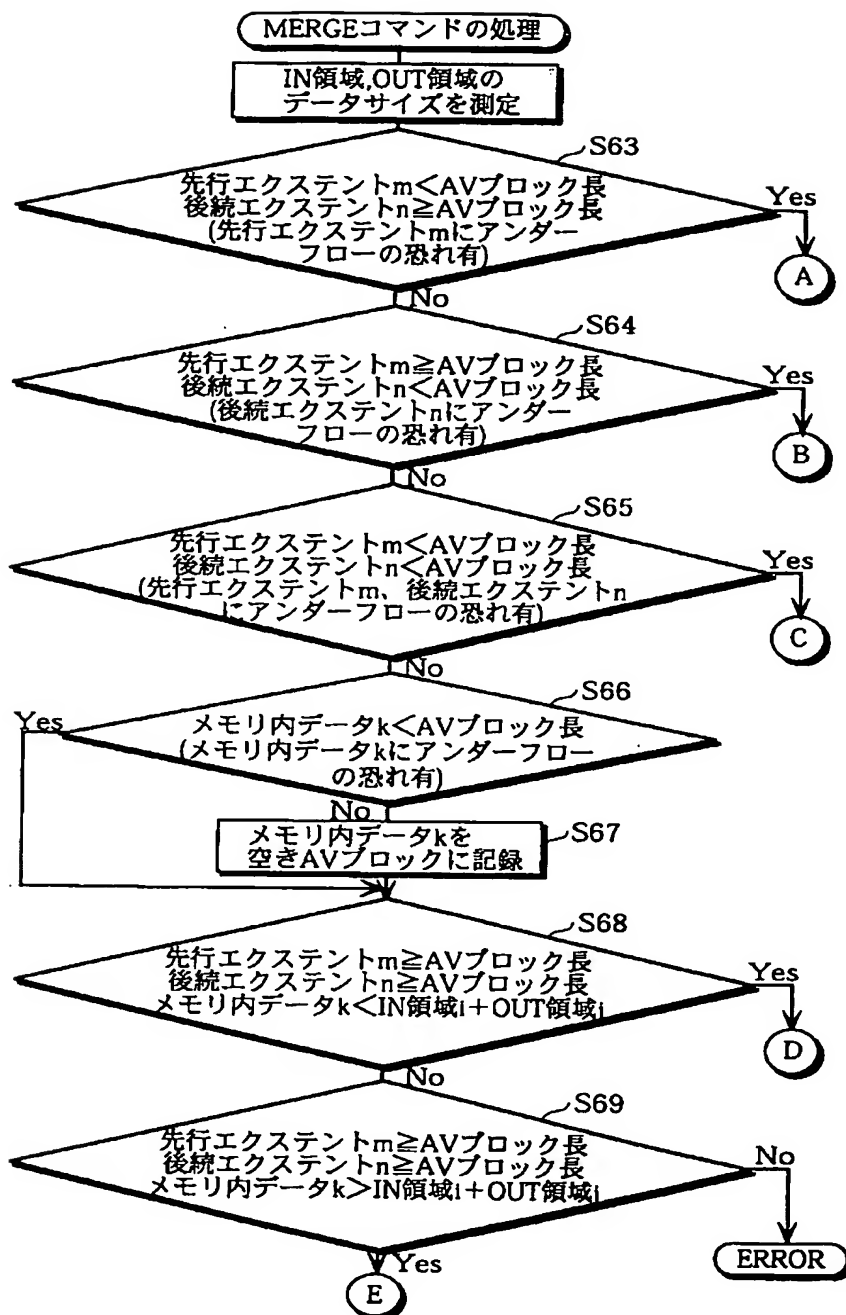 MERGEコマンドの処理
IN領域,OUT領域の
データサイズを測定
S63
先行エクステントm<AVブロック長
後続エクステントn≧AVブロック長
(先行エクステントmにアンダー
フローの恐れ有)
Yes
A
No
S64
先行エクステントm≧AVブロック長
後続エクステントn<AVブロック長
(後続エクステントnにアンダー
フローの恐れ有)
Yes
B
No
S65
先行エクステントm<AVブロック長
後続エクステントn<AVブロック長
(先行エクステントm、後続エクステントn
にアンダーフローの恐れ有)
Yes
C
No
S66
Yes
メモリ内データk<AVブロック長
(メモリ内データkにアンダーフロー
の恐れ有)
No
S67
メモリ内データkを
空きAVブロックに記録
S68
先行エクステントm≧AVブロック長
後続エクステントn≧AVブロック長
メモリ内データk<IN領域i+OUT領域j
Yes
D
No
S69
先行エクステントm≧AVブロック長
後続エクステントn≧AVブロック長
メモリ内データk>IN領域i+OUT領域j
No
ERROR
Yes
E